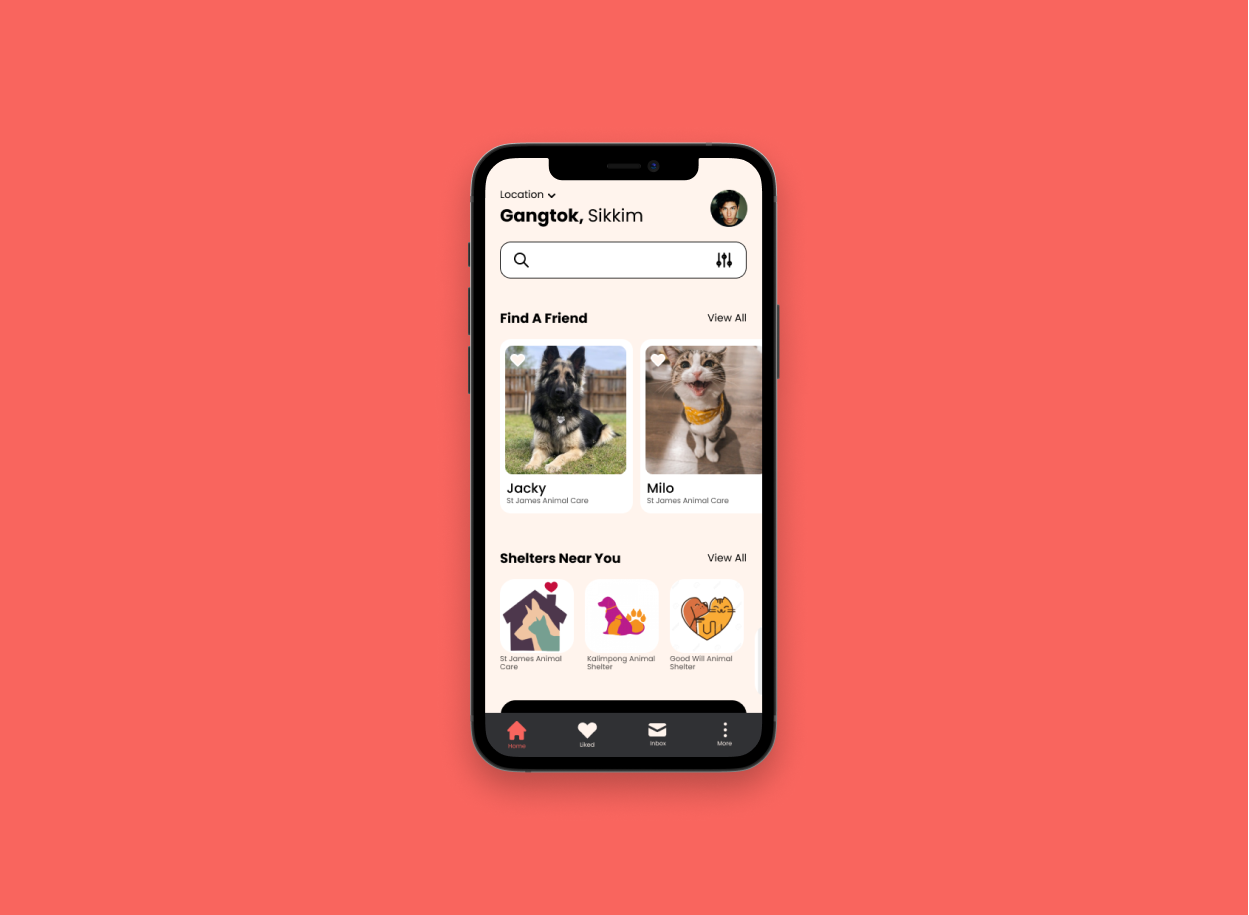 Location
Gangtok, Sikkim
Find A Friend
View All
Jacky
St James Animal Care
Milo
St James Animal Care
Shelters Near You
View All
St James Animal
Care
Kalimpong Animal
Shelter
Good Will Animal
Shelter
Home
Liked
Inbox
More